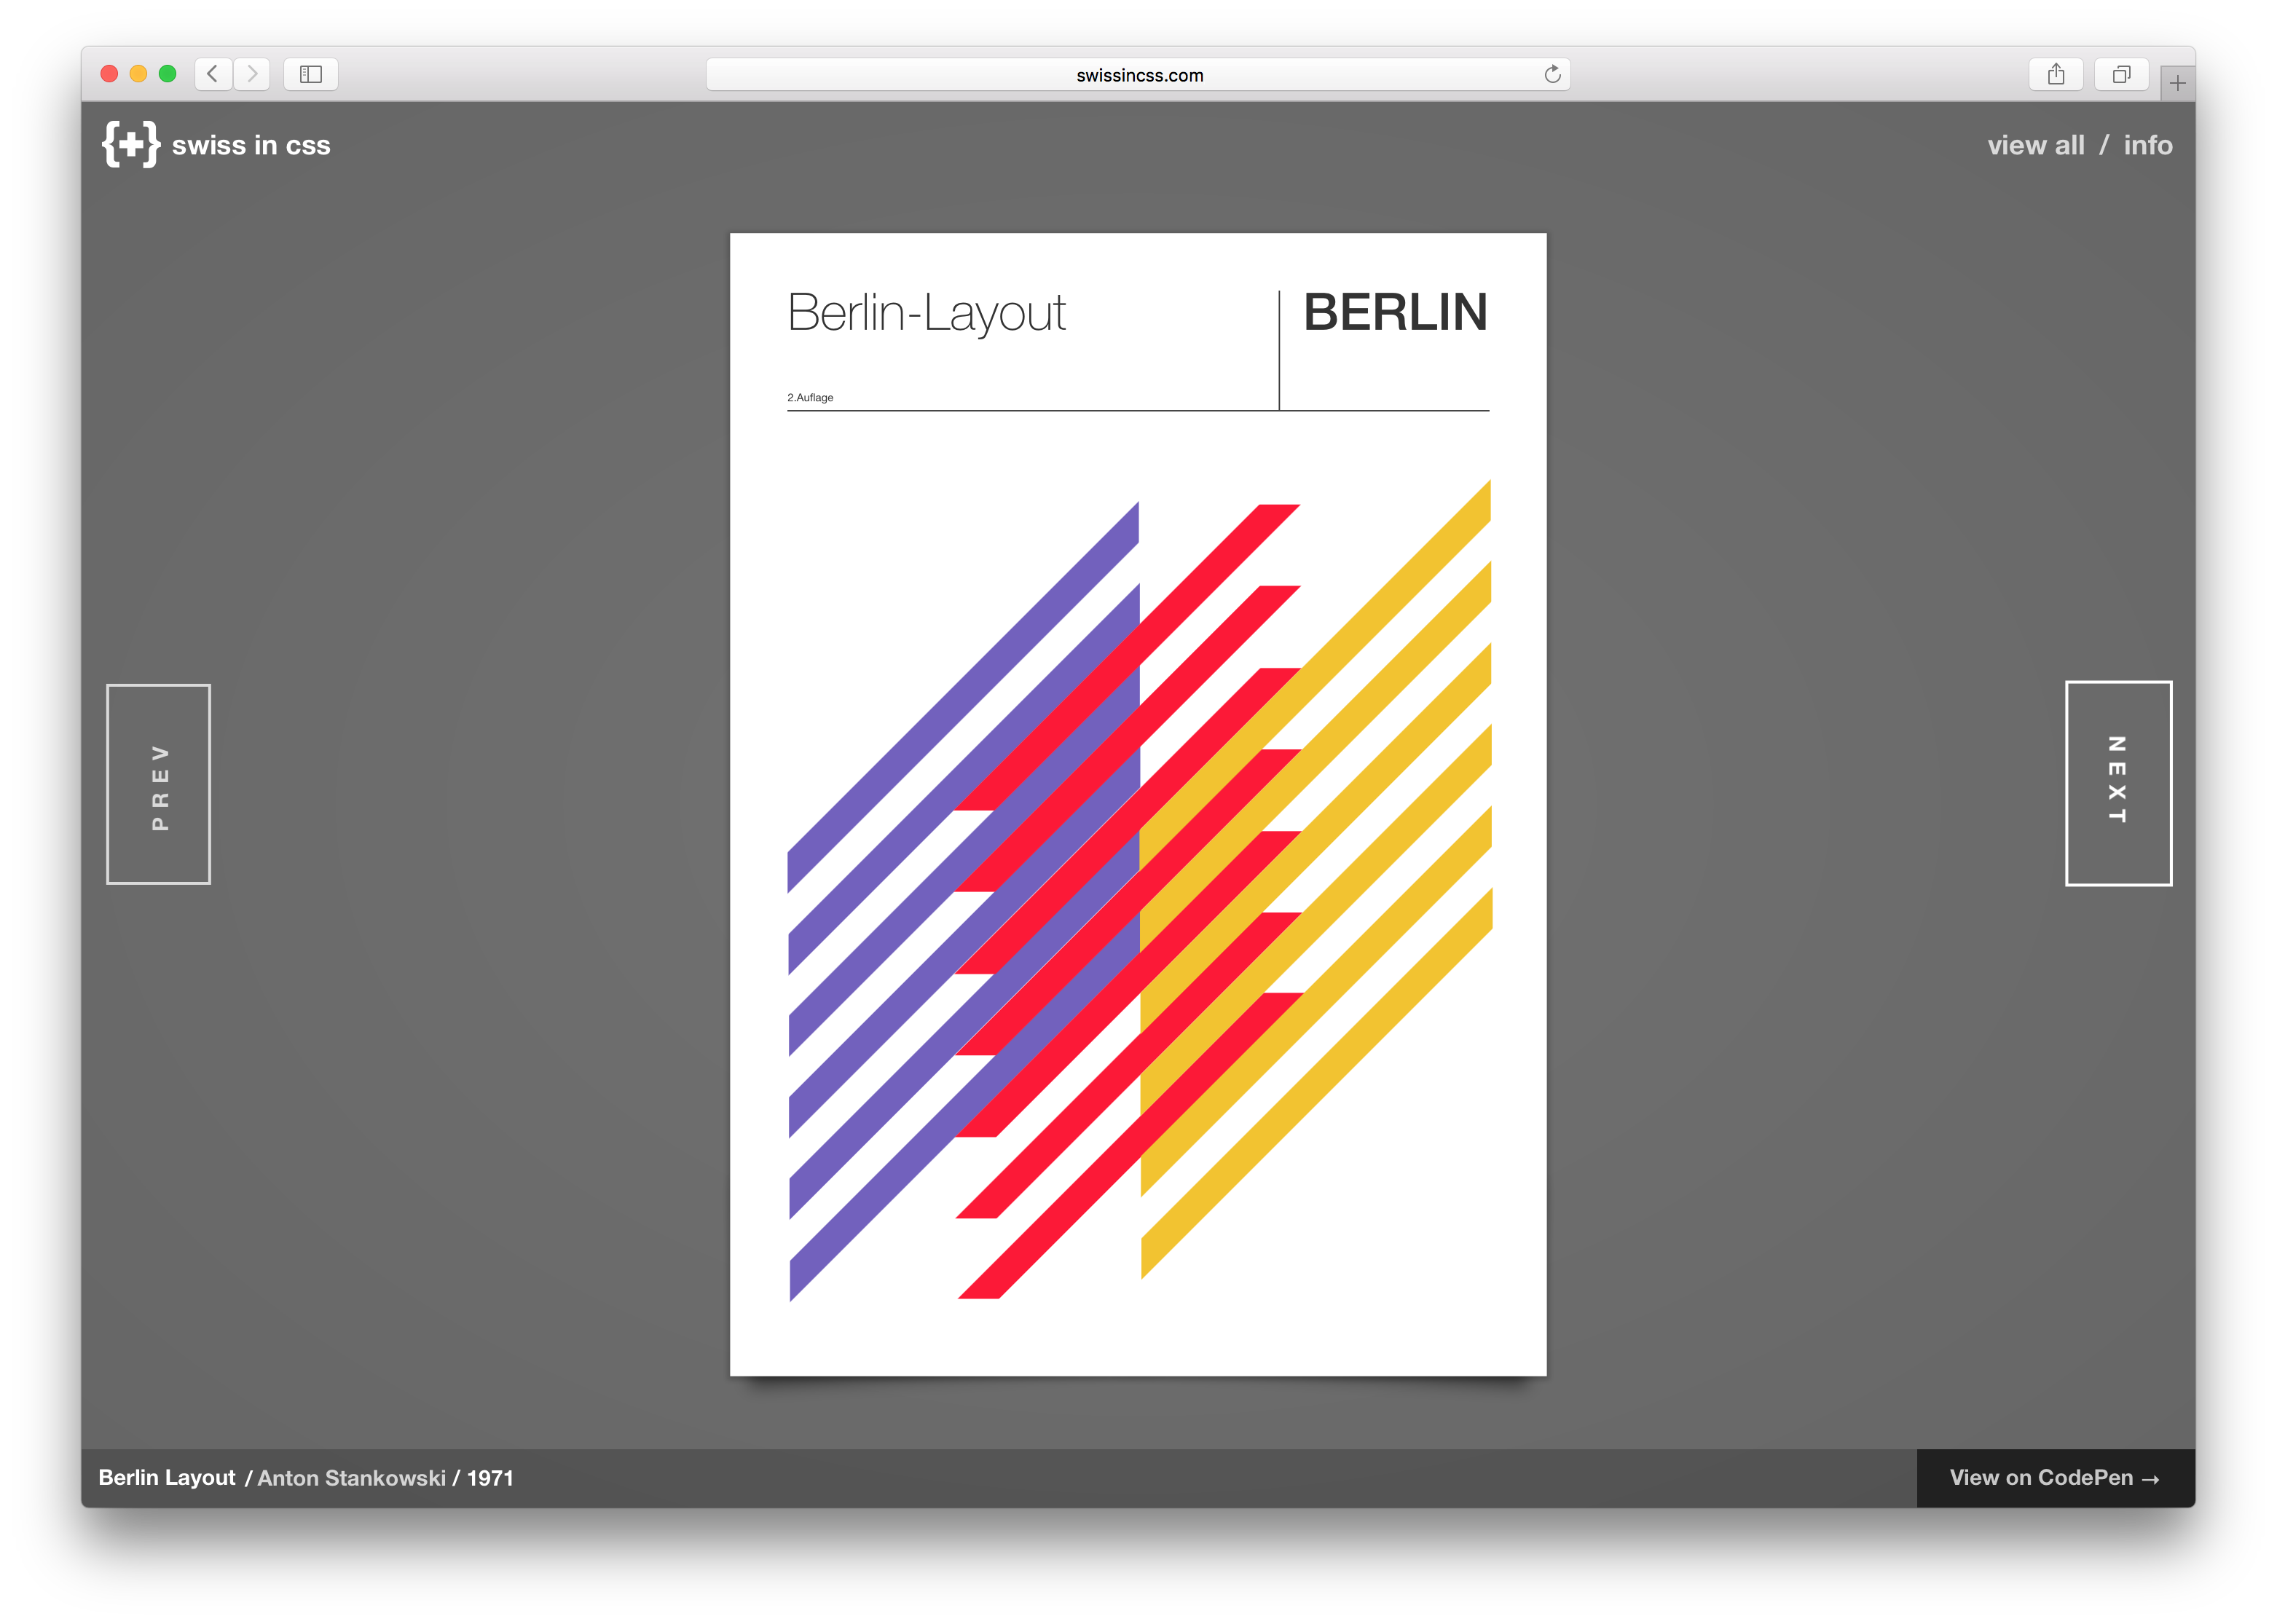 swissincss.com
swiss in css
view all / info
Berlin-Layout
BERLIN
2.Auflage
PREV
NEXT
Berlin Layout / Anton Stankowski / 1971
View on CodePen →